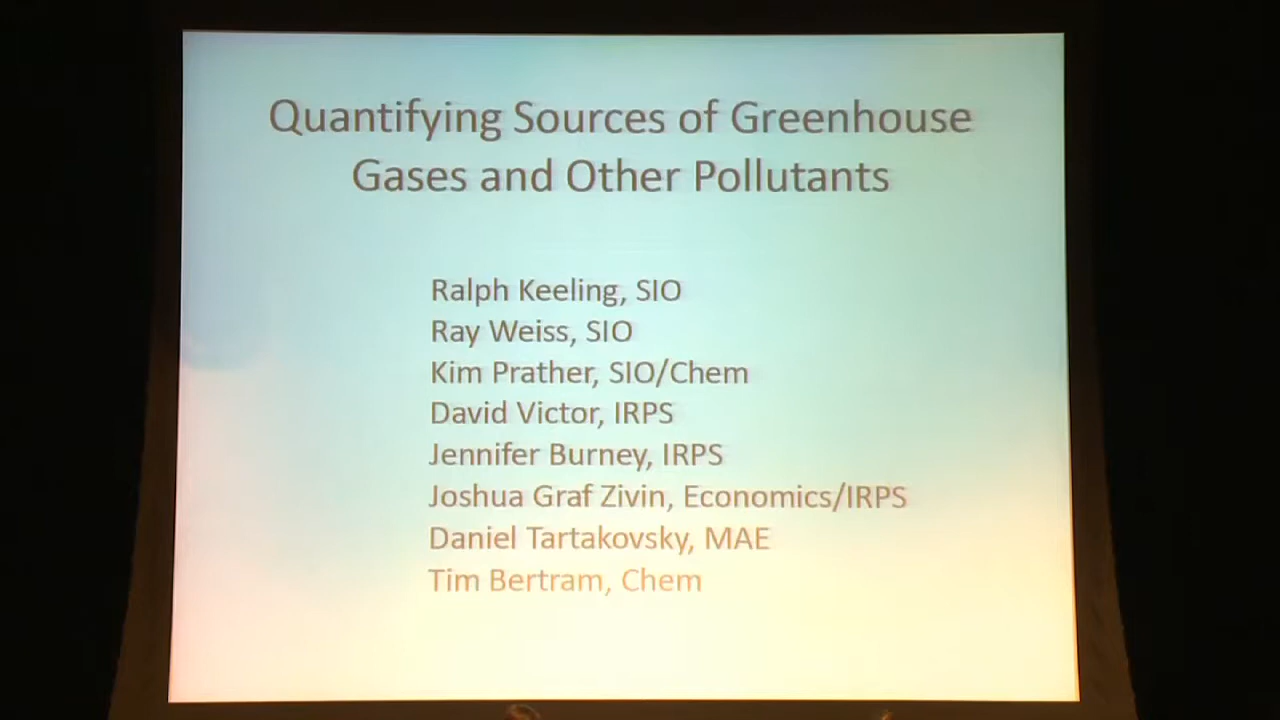 Quantifying Sources of Greenhouse
Gases and Other Pollutants
Ralph Keeling, SIO
Ray Weiss, SIO
Kim Prather, SIO/Chem
David Victor, IRPS
Jennifer Burney, IRPS
Joshua Graf Zivin, Economics/IRPS
Daniel Tartakovsky, MAE
Tim Bertram, Chem